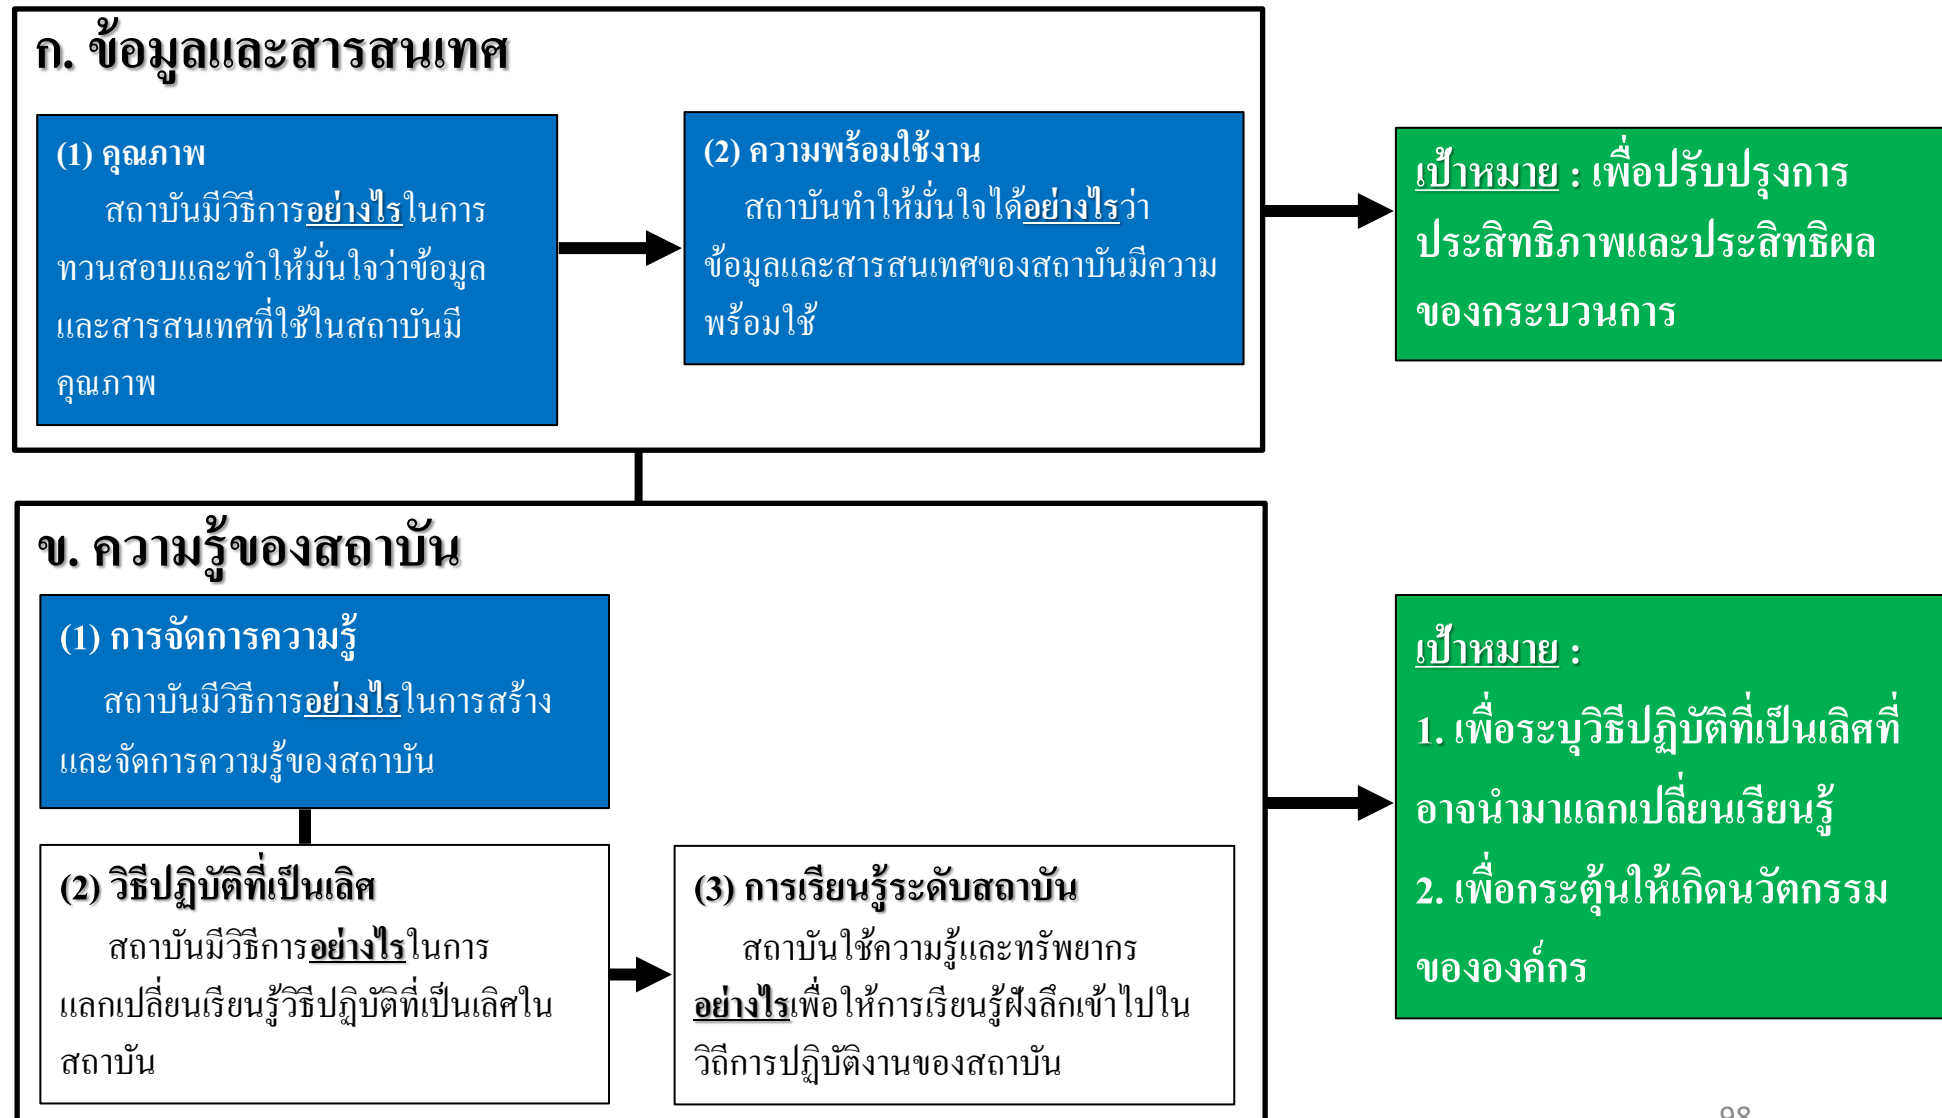 ก. ข้อมูลและสารสนเทศ
(1) คุณภาพ
สถาบันมีวิธีการอย่างไรในการ
ทวนสอบและทำให้มั่นใจว่าข้อมูล
และสารสนเทศที่ใช้ในสถาบันมี
คุณภาพ
(2) ความพร้อมใช้งาน
สถาบันทำให้มั่นใจได้อย่างไรว่า
ข้อมูลและสารสนเทศของสถาบันมีความ
พร้อมใช้
เป้าหมาย : เพื่อปรับปรุงการ
ประสิทธิภาพและประสิทธิผล
ของกระบวนการ
ข. ความรู้ของสถาบัน
(1) การจัดการความรู้
สถาบันมีวิธีการอย่างไรในการสร้าง
และจัดการความรู้ของสถาบัน
(2) วิธีปฏิบัติที่เป็นเลิศ
สถาบันมีวิธีการอย่างไรในการ
แลกเปลี่ยนเรียนรู้วิธีปฏิบัติที่เป็นเลิศใน
สถาบัน
(3) การเรียนรู้ระดับสถาบัน
สถาบันใช้ความรู้และทรัพยากร
อย่างไรเพื่อให้การเรียนรู้ฝังลึกเข้าไปใน
วิถีการปฏิบัติงานของสถาบัน
เป้าหมาย :
1. เพื่อระบุวิธีปฏิบัติที่เป็นเลิศที่
อาจนำมาแลกเปลี่ยนเรียนรู้
2. เพื่อกระตุ้นให้เกิดนวัตกรรม
ขององค์กร
98